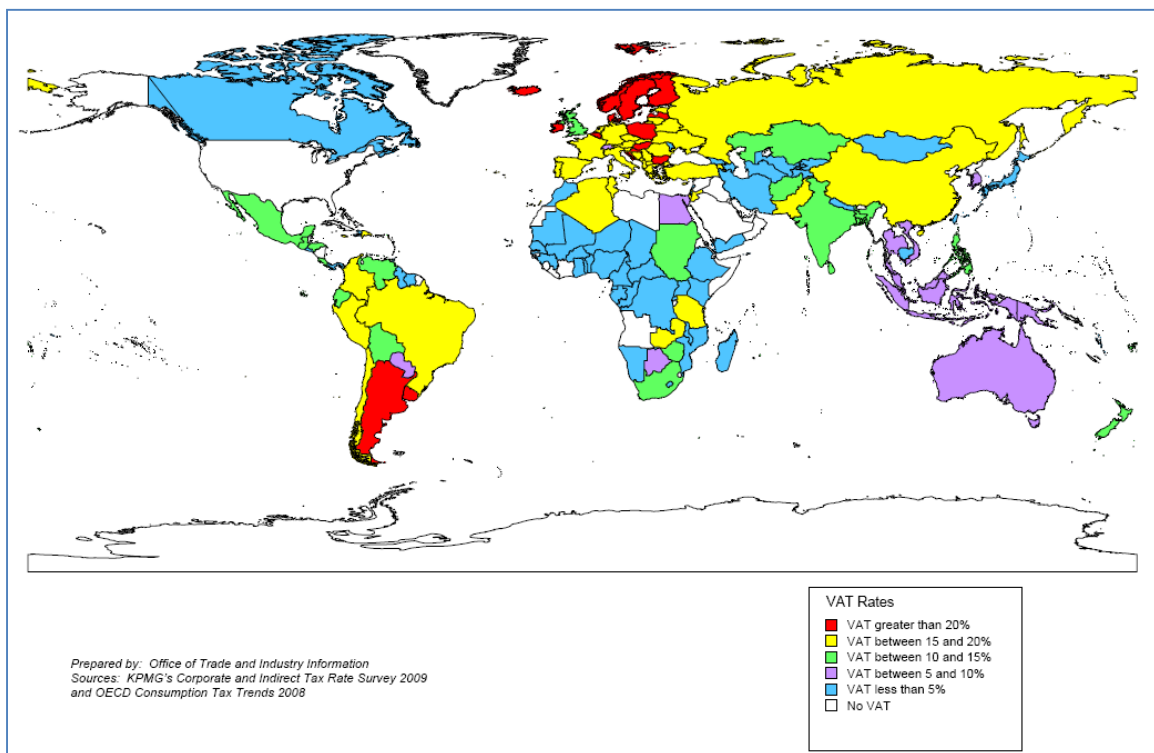 VAT Rates
VAT greater than 20%
VAT between 15 and 20%
VAT between 10 and 15%
VAT between 5 and 10%
VAT less than 5%
No VAT
Prepared by: Office of Trade and Industry Information
Sources: KPMG's Corporate and Indirect Tax Rate Survey 2009
and OECD Consumption Tax Trends 2008